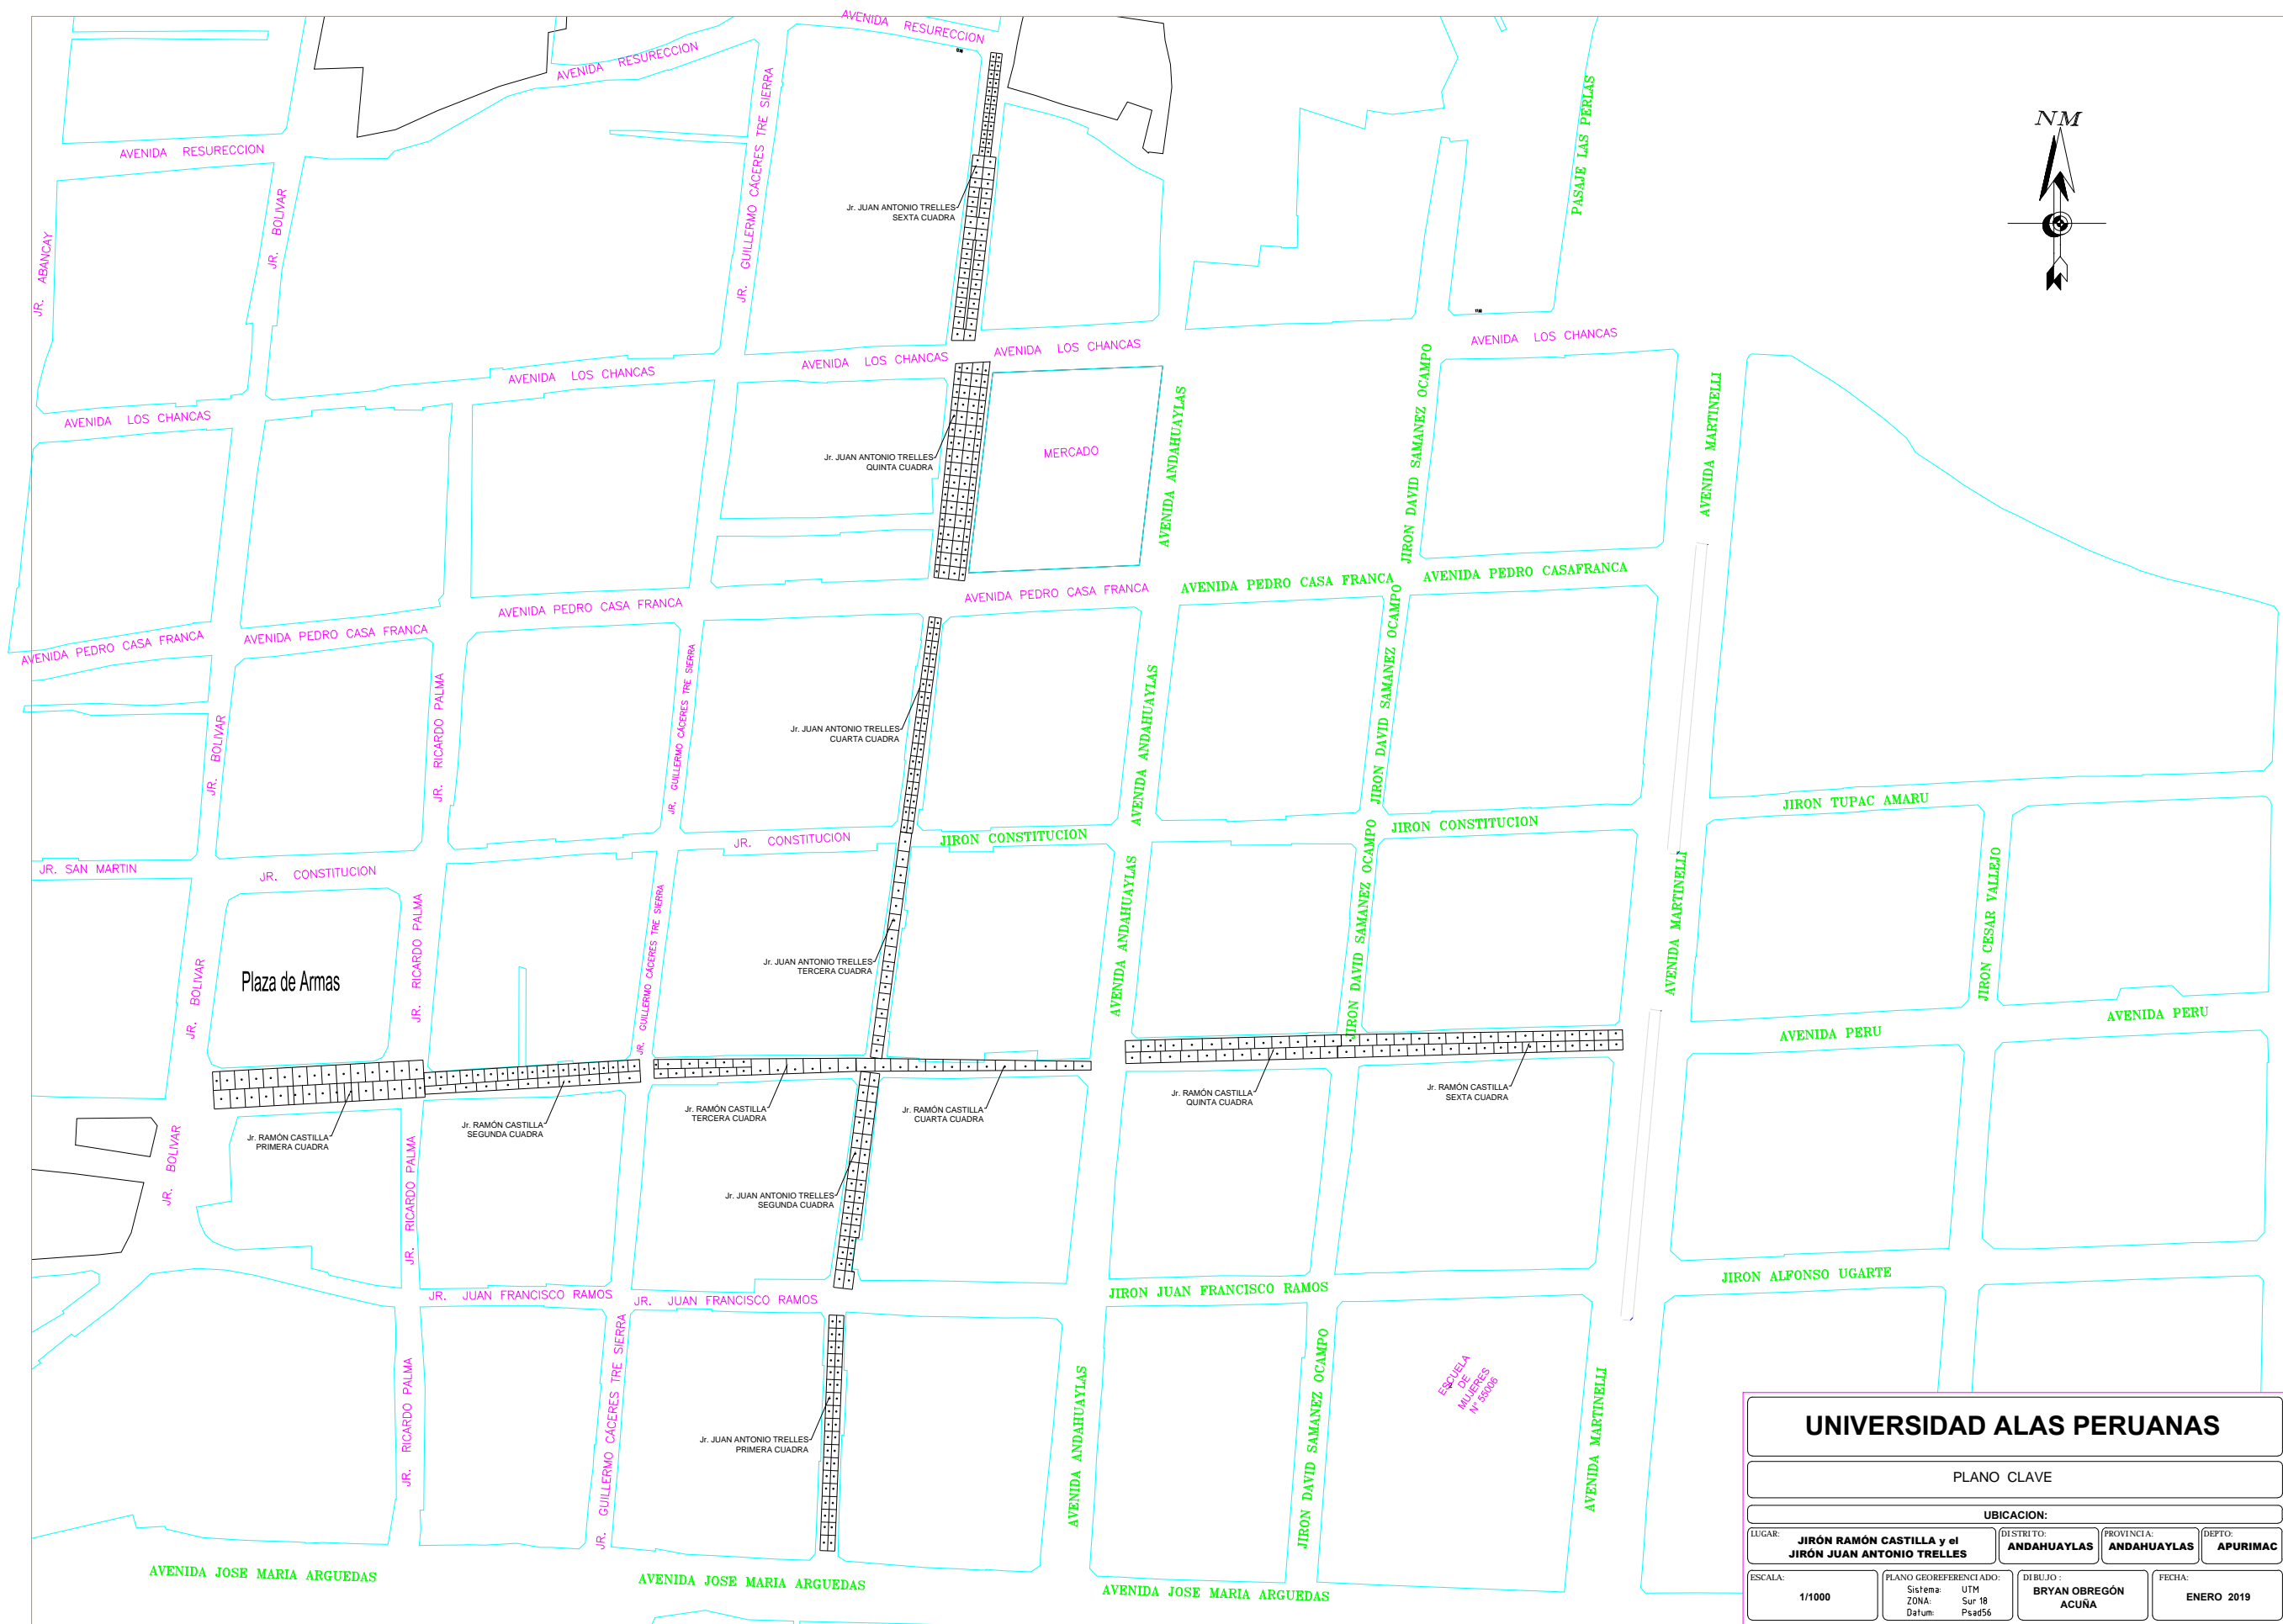 AVENIDA RESURECCION
AVENIDA RESURECCION
AVENIDA RESURECCION
NM
JR. ABANCAY
JR. BOLIVAR
JR. GUILLERMO CÁCERES TRE SIERRA
PASAJE LAS PERLAS
Jr. JUAN ANTONIO TRELLES
SEXTA CUADRA
AVENIDA LOS CHANCAS
AVENIDA LOS CHANCAS
AVENIDA LOS CHANCAS
AVENIDA LOS CHANCAS
AVENIDA LOS CHANCAS
JIRON DAVID SAMANEZ OCAMPO
AVENIDA MARTINELLI
AVENIDA ANDAHUAYLAS
MERCADO
Jr. JUAN ANTONIO TRELLES
QUINTA CUADRA
AVENIDA PEDRO CASA FRANCA
AVENIDA PEDRO CASA FRANCA
AVENIDA PEDRO CASA FRANCA
AVENIDA PEDRO CASA FRANCA
AVENIDA PEDRO CASA FRANCA
AVENIDA PEDRO CASAFRANCA
JR. BOLIVAR
JR. RICARDO PALMA
JR. GUILLERMO CÁCERES TRE SIERRA
Jr. JUAN ANTONIO TRELLES
CUARTA CUADRA
AVENIDA ANDAHUAYLAS
JIRON DAVID SAMANEZ OCAMPO
JIRON TUPAC AMARU
JR. SAN MARTIN
JR. CONSTITUCION
JR. CONSTITUCION
JIRON CONSTITUCION
JIRON CONSTITUCION
JR. BOLIVAR
Plaza de Armas
JR. RICARDO PALMA
JR. GUILLERMO CÁCERES TRE SIERRA
Jr. JUAN ANTONIO TRELLES
TERCERA CUADRA
AVENIDA ANDAHUAYLAS
JIRON DAVID SAMANEZ OCAMPO
AVENIDA MARTINELLI
JIRON CESAR VALLEJO
AVENIDA PERU
AVENIDA PERU
Jr. RAMÓN CASTILLA
PRIMERA CUADRA
Jr. RAMÓN CASTILLA
SEGUNDA CUADRA
Jr. RAMÓN CASTILLA
TERCERA CUADRA
Jr. RAMÓN CASTILLA
CUARTA CUADRA
Jr. RAMÓN CASTILLA
QUINTA CUADRA
Jr. RAMÓN CASTILLA
SEXTA CUADRA
JR. BOLIVAR
JR. RICARDO PALMA
Jr. JUAN ANTONIO TRELLES
SEGUNDA CUADRA
JR. JUAN FRANCISCO RAMOS
JR. JUAN FRANCISCO RAMOS
JIRON JUAN FRANCISCO RAMOS
JIRON ALFONSO UGARTE
JR. RICARDO PALMA
JR. GUILLERMO CÁCERES TRE SIERRA
Jr. JUAN ANTONIO TRELLES
PRIMERA CUADRA
AVENIDA ANDAHUAYLAS
JIRON DAVID SAMANEZ OCAMPO
ESCUELA
DE
MUJERES
N° 55006
AVENIDA MARTINELLI
AVENIDA JOSE MARIA ARGUEDAS
AVENIDA JOSE MARIA ARGUEDAS
AVENIDA JOSE MARIA ARGUEDAS
UNIVERSIDAD ALAS PERUANAS
PLANO CLAVE
UBICACION:
LUGAR: JIRÓN RAMÓN CASTILLA y el
JIRÓN JUAN ANTONIO TRELLES
DISTRITO:
ANDAHUAYLAS
PROVINCIA:
ANDAHUAYLAS
DEPTO:
APURIMAC
ESCALA:
1/1000
PLANO GEOREFERENCIADO:
Sistema: UTM
ZONA: Sur 18
Datum: Psad56
DIBUJO :
BRYAN OBREGÓN
ACUÑA
FECHA:
ENERO 2019